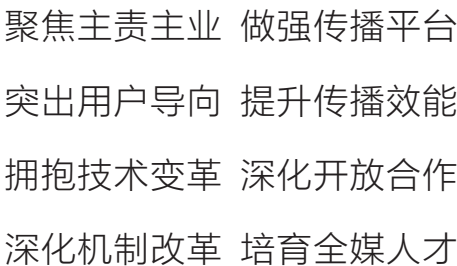 聚焦主责主业 做强传播平台
突出用户导向 提升传播效能
拥抱技术变革 深化开放合作
深化机制改革 培育全媒人才